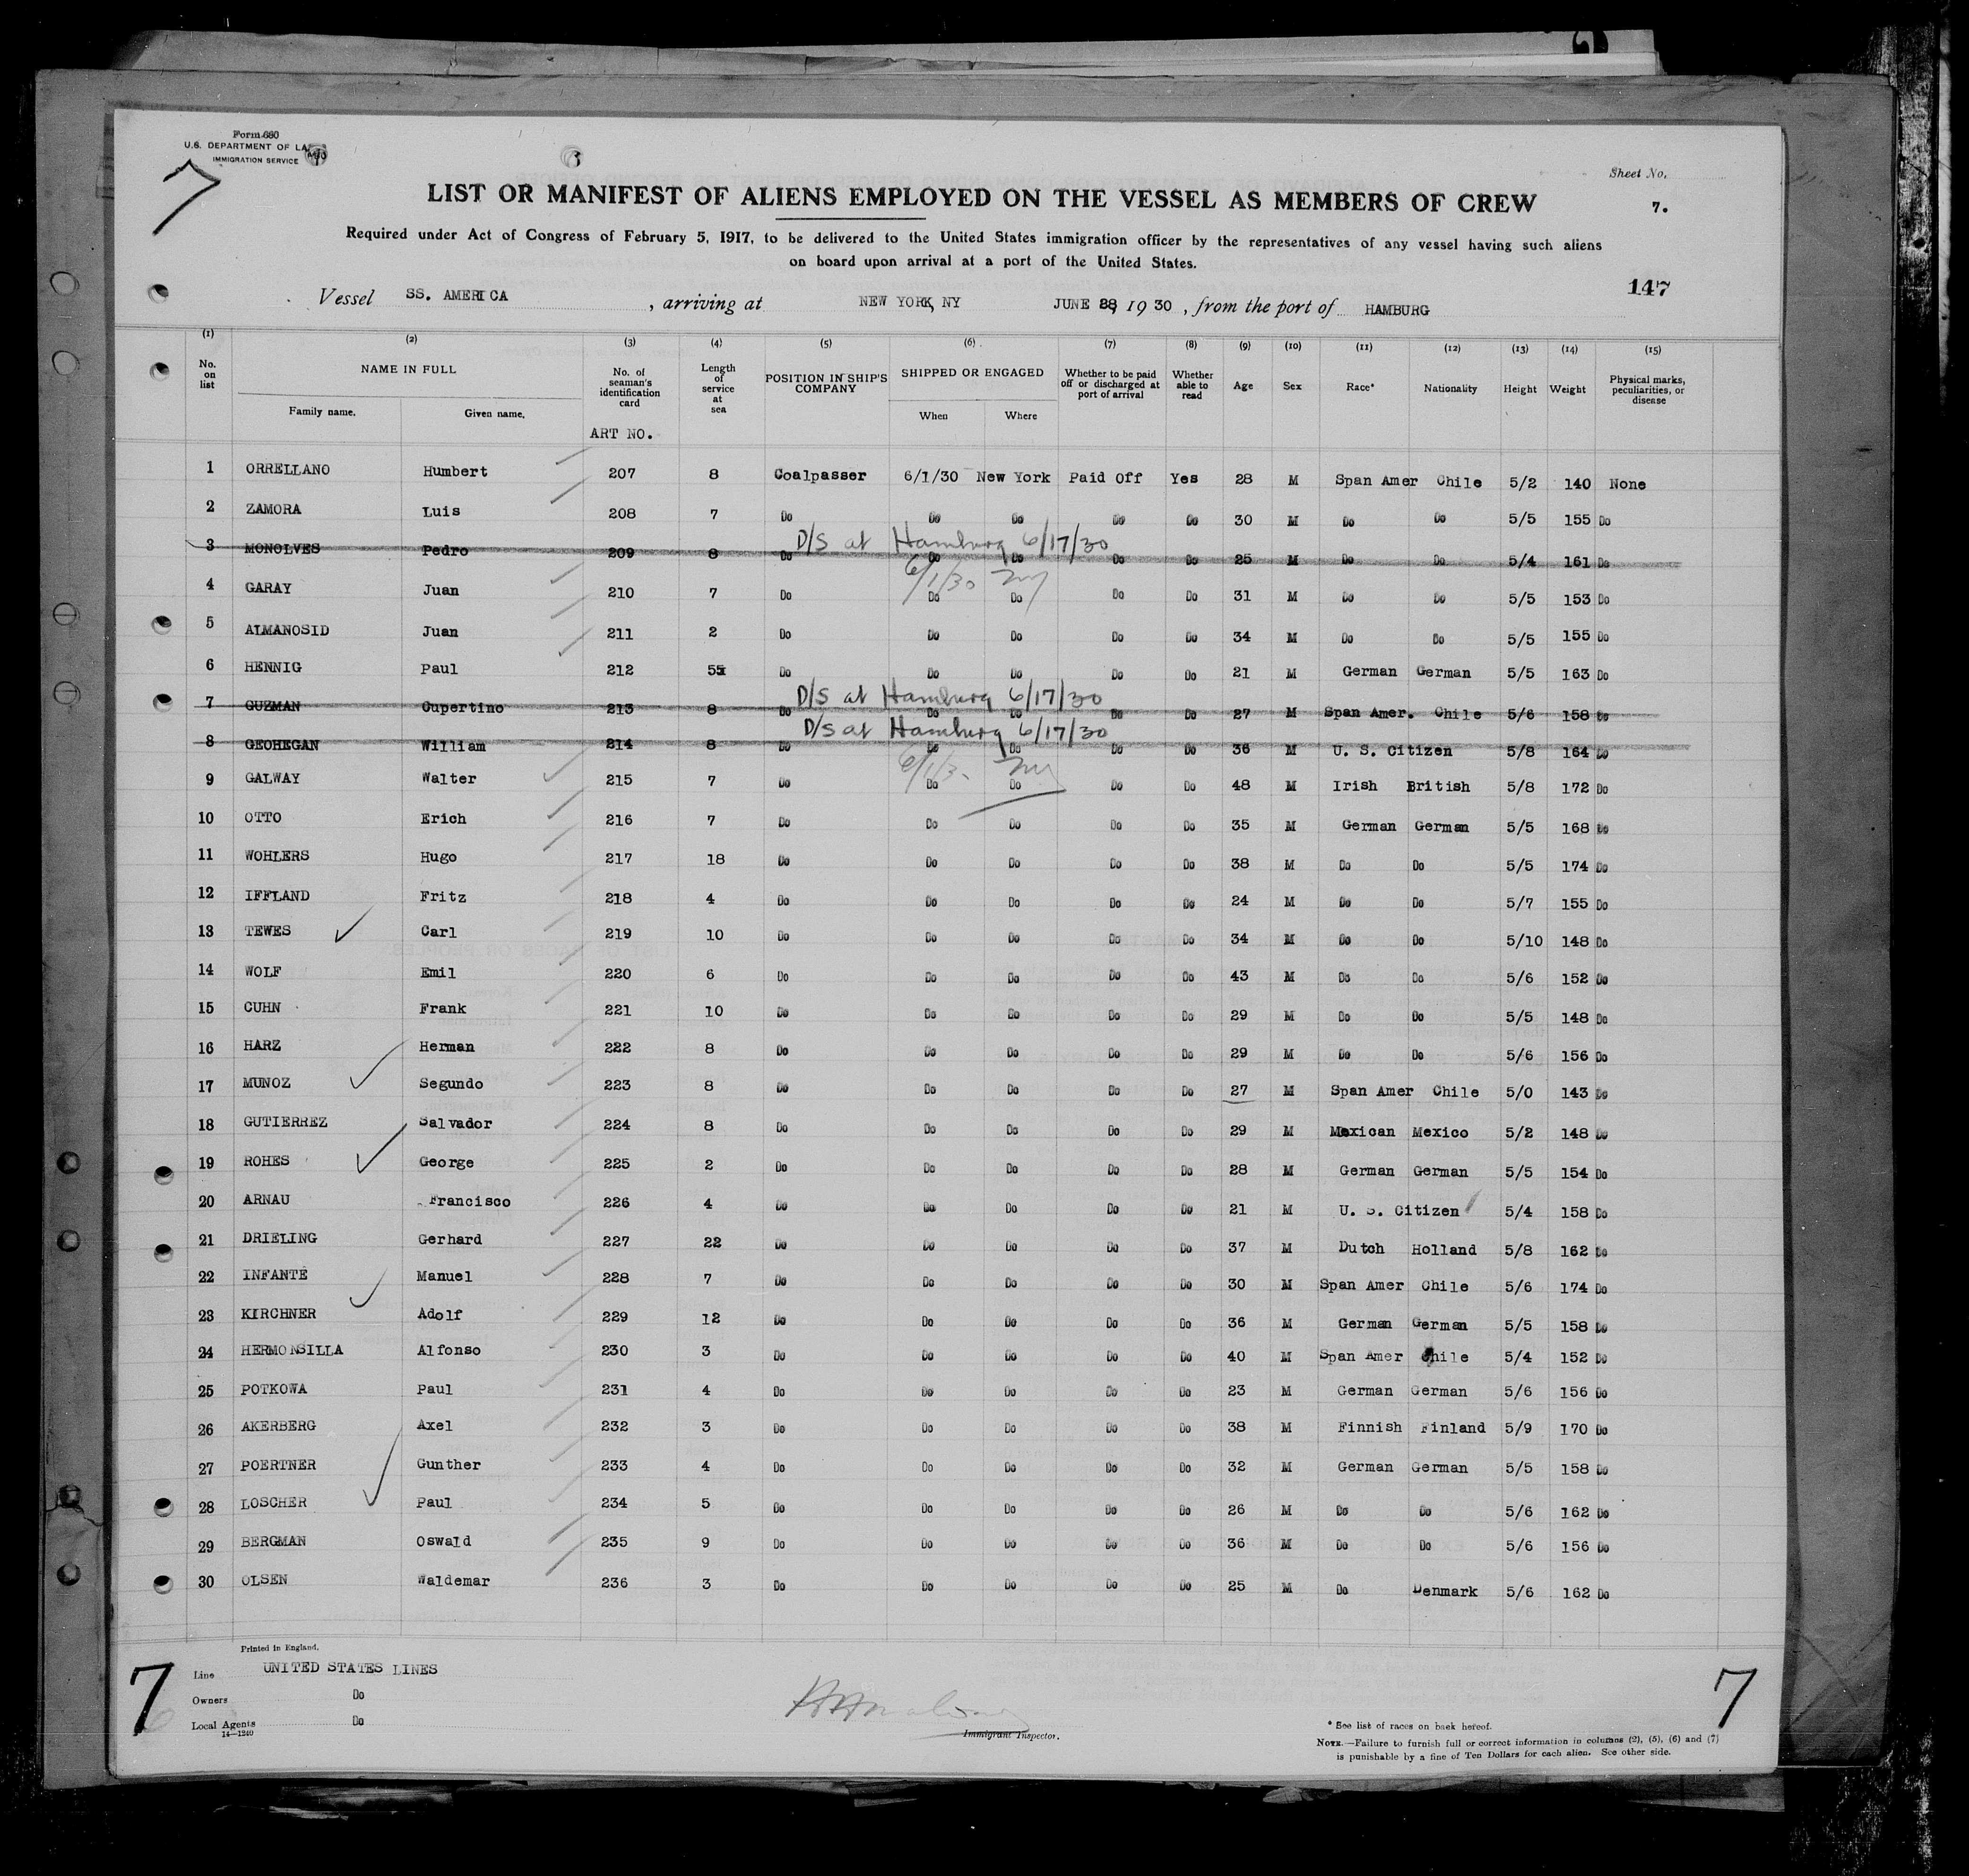 Form 680
U.S. DEPARTMENT OF LA
IMMIGRATION SERVICE
7
Sheet No.
7.
LIST OR MANIFEST OF ALIENS EMPLOYED ON THE VESSEL AS MEMBERS OF CREW
Required under Act of Congress of February 5, 1917, to be delivered to the United States immigration officer by the representatives of any vessel having such aliens
on board upon arrival at a port of the United States.
147
Vessel SS. AMERICA, arriving at NEW YORK, NY JUNE 28, 1930, from the port of HAMBURG
(1) (2) (3) (4) (5) (6) (7) (8) (9) (10) (11) (12) (13) (14) (15)
No. on list NAME IN FULL Family name. Given name. No. of seaman's identification card Length of service at sea POSITION IN SHIP'S COMPANY SHIPPED OR ENGAGED When Where Whether to be paid off or discharged at port of arrival Whether able to read Age Sex Race* Nationality Height Weight Physical marks, peculiarities, or disease
ART NO.
1 ORRELLANO Humbert 207 8 Coalpasser 6/1/30 New York Paid Off Yes 28 M Span Amer Chile 5/2 140 None
2 ZAMORA Luis 208 7 Do Do Do Do Do 30 M Do Do 5/5 155 Do
D/S at Hamburg 6/17/30
3 MONOLVES Pedro 209 8 Do Do Do Do Do 25 M Do Do 5/4 161 Do
6/1/30 NY
4 GARAY Juan 210 7 Do Do Do Do Do 31 M Do Do 5/5 153 Do
5 ALMANOSID Juan 211 2 Do Do Do Do Do 34 M Do Do 5/5 155 Do
6 HENNIG Paul 212 5 Do Do Do Do Do 21 M German German 5/5 163 Do
D/S at Hamburg 6/17/30
7 GUZMAN Cupertino 213 8 Do Do Do Do Do 27 M Span Amer. Chile 5/6 158 Do
D/S at Hamburg 6/17/30
8 GEOHEGAN William 214 8 Do Do Do Do Do 36 M U. S. Citizen 5/8 164 Do
6/1/3- NY
9 GALWAY Walter 215 7 Do Do Do Do Do 48 M Irish British 5/8 172 Do
10 OTTO Erich 216 7 Do Do Do Do Do 35 M German German 5/5 168 Do
11 WOHLERS Hugo 217 18 Do Do Do Do Do 38 M Do Do 5/5 174 Do
12 IFFLAND Fritz 218 4 Do Do Do Do Do 24 M Do Do 5/7 155 Do
13 TEWES Carl 219 10 Do Do Do Do Do 34 M Do Do 5/10 148 Do
14 WOLF Emil 220 6 Do Do Do Do Do 43 M Do Do 5/6 152 Do
15 CUHN Frank 221 10 Do Do Do Do Do 29 M Do Do 5/5 148 Do
16 HARZ Herman 222 8 Do Do Do Do Do 29 M Do Do 5/6 156 Do
17 MUNOZ Segundo 223 8 Do Do Do Do Do 27 M Span Amer Chile 5/0 143 Do
18 GUTIERREZ Salvador 224 8 Do Do Do Do Do 29 M Mexican Mexico 5/2 148 Do
19 ROHES George 225 2 Do Do Do Do Do 28 M German German 5/5 154 Do
20 ARNAU Francisco 226 4 Do Do Do Do Do 21 M U. S. Citizen 5/4 158 Do
21 DRIELING Gerhard 227 22 Do Do Do Do Do 37 M Dutch Holland 5/8 162 Do
22 INFANTE Manuel 228 7 Do Do Do Do Do 30 M Span Amer Chile 5/6 174 Do
23 KIRCHNER Adolf 229 12 Do Do Do Do Do 36 M German German 5/5 158 Do
24 HERMONSILLA Alfonso 230 3 Do Do Do Do Do 40 M Span Amer Chile 5/4 152 Do
25 POTKOWA Paul 231 4 Do Do Do Do Do 23 M German German 5/6 156 Do
26 AKERBERG Axel 232 3 Do Do Do Do Do 38 M Finnish Finland 5/9 170 Do
27 POERTNER Gunther 233 4 Do Do Do Do Do 32 M German German 5/5 158 Do
28 LOSCHER Paul 234 5 Do Do Do Do Do 26 M Do Do 5/6 162 Do
29 BERGMAN Oswald 235 9 Do Do Do Do Do 36 M Do Do 5/6 156 Do
30 OLSEN Waldemar 236 3 Do Do Do Do Do 25 M Do Denmark 5/6 162 Do
Printed in England.
7
Line UNITED STATES LINES
Owners Do
Local Agents Do
14—1240
Immigrant Inspector.
7
* See list of races on back hereof.
NOTE.—Failure to furnish full or correct information in columns (2), (5), (6) and (7)
is punishable by a fine of Ten Dollars for each alien. See other side.